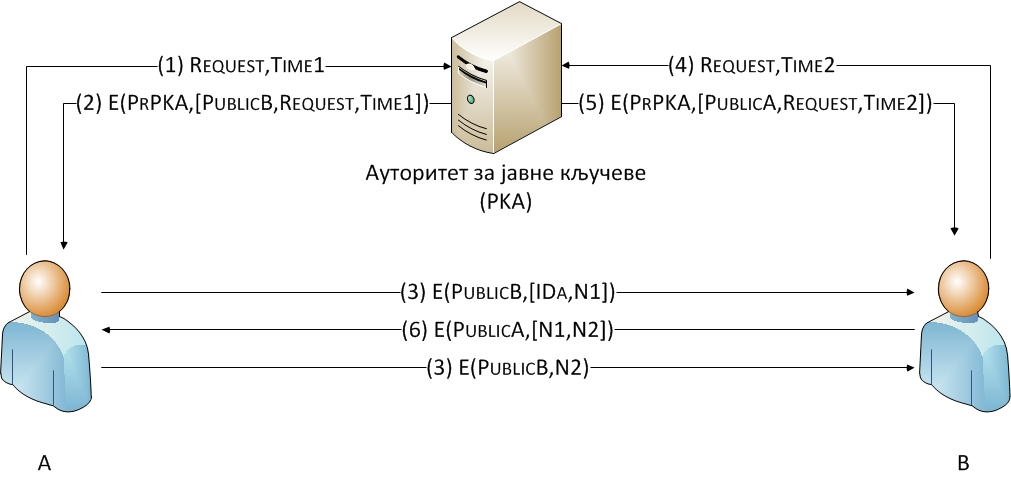 (1) Request,Time1
(4) Request,Time2
(2) E(PrPKA,[PublicB,Request,Time1])
(5) E(PrPKA,[PublicA,Request,Time2])
Ауторитет за јавне кључеве
(PKA)
(3) E(PublicB,[IDa,N1])
(6) E(PublicA,[N1,N2])
(3) E(PublicB,N2)
A
B